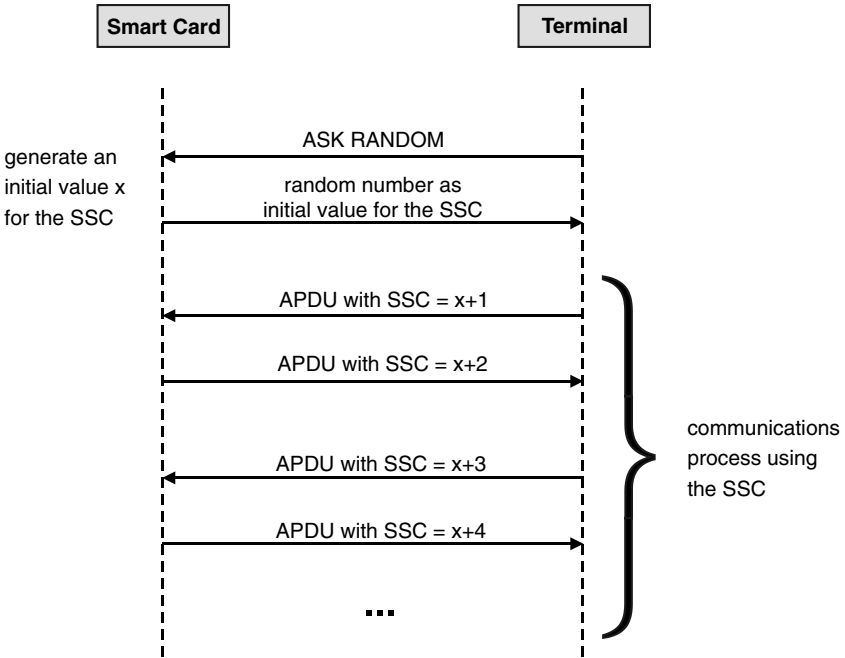 Smart Card
Terminal
ASK RANDOM
generate an
initial value x
for the SSC
random number as
initial value for the SSC
APDU with SSC = x+1
APDU with SSC = x+2
communications
process using
the SSC
APDU with SSC = x+3
APDU with SSC = x+4
...